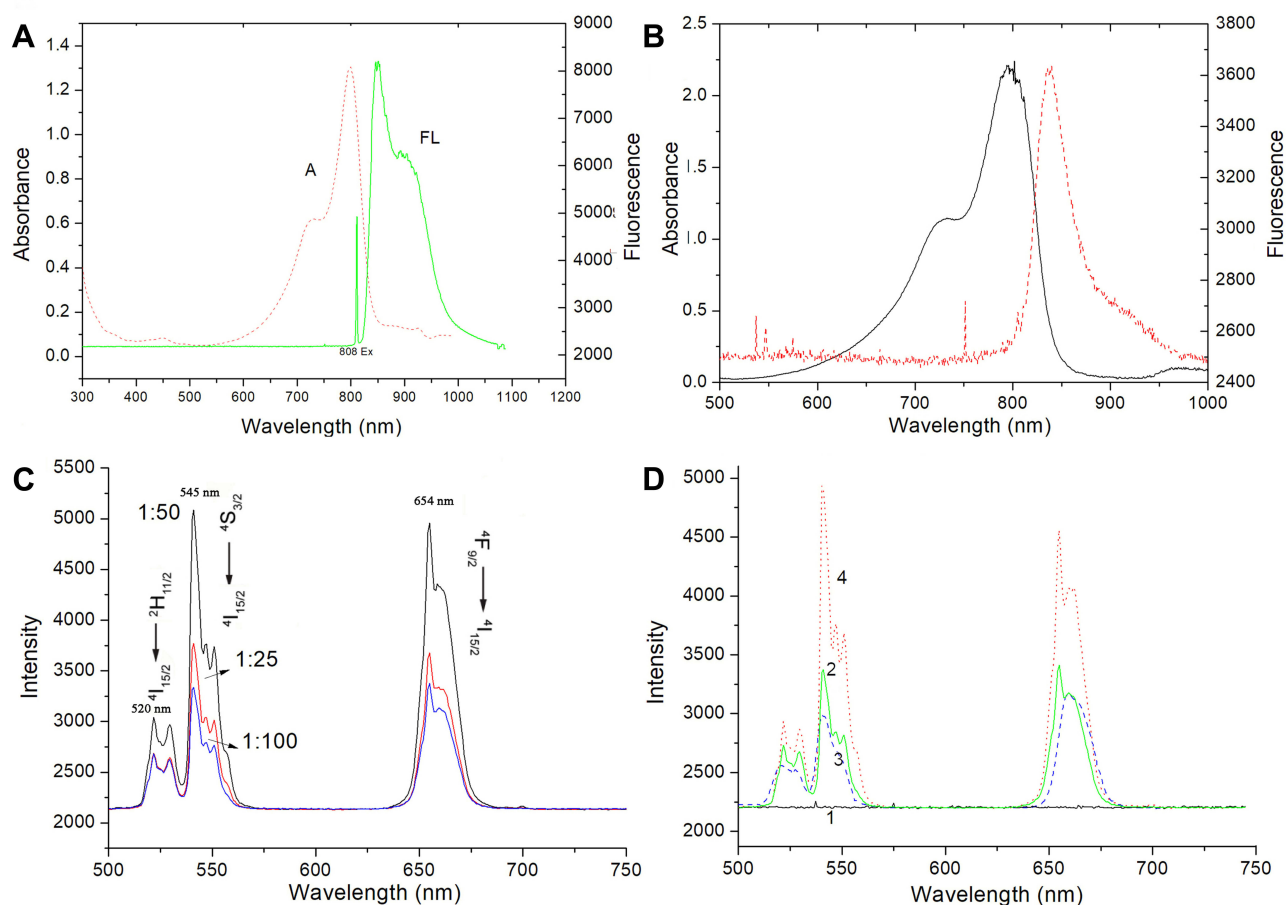 A
1.4
1.2
1.0
0.8
0.6
0.4
0.2
0.0
Absorbance
300 400 500 600 700 800 900 1000 1100 1200
Wavelength (nm)
9000
8000
7000
6000
5000
4000
3000
2000
Fluorescence
A
FL
808 Ex
B
2.5
2.0
1.5
1.0
0.5
0.0
Absorbance
500 600 700 800 900 1000
Wavelength (nm)
3800
3600
3400
3200
3000
2800
2600
2400
Fluorescence
C
5500
5000
4500
4000
3500
3000
2500
2000
Intensity
500 550 600 650 700 750
Wavelength (nm)
545 nm
1:50
⁴S₃/₂
⁴I₁₅/₂
²H₁₁/₂
⁴I₁₅/₂
520 nm
1:25
1:100
654 nm
⁴F₉/₂
⁴I₁₅/₂
D
5000
4500
4000
3500
3000
2500
2000
Intensity
500 550 600 650 700 750
Wavelength (nm)
4
2
3
1